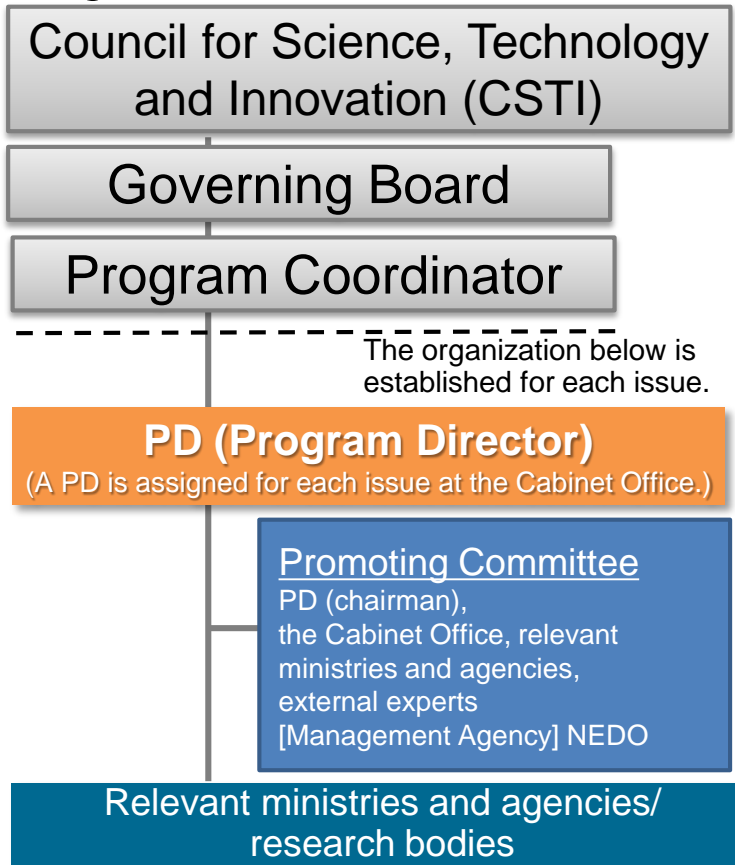 Council for Science, Technology
and Innovation (CSTI)
Governing Board
Program Coordinator
The organization below is
established for each issue.
PD (Program Director)
(A PD is assigned for each issue at the Cabinet Office.)
Promoting Committee
PD (chairman),
the Cabinet Office, relevant
ministries and agencies,
external experts
[Management Agency] NEDO
Relevant ministries and agencies/
research bodies